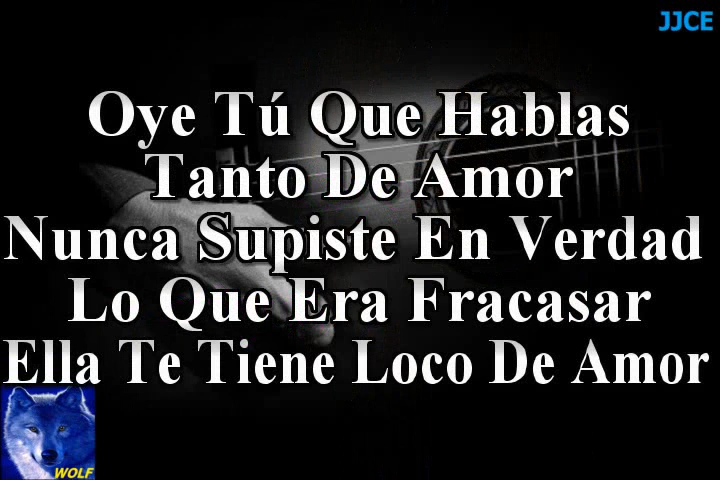 JJCE
Oye Tú Que Hablas
Tanto De Amor
Nunca Supiste En Verdad
Lo Que Era Fracasar
Ella Te Tiene Loco De Amor
WOLF